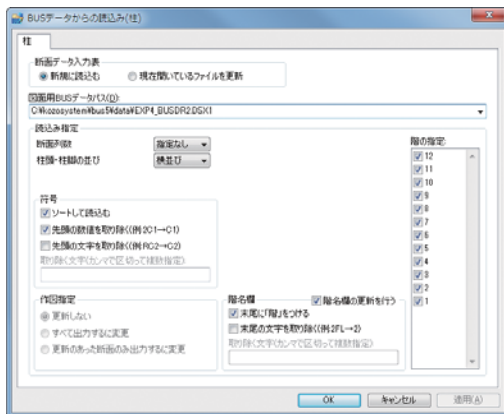 BUSデータからの読込み(柱)
柱
断面データ入力表
新規に読込む
現在開いているファイルを更新
図面用BUSデータパス(D):
C:¥kozosystem¥bus5¥data¥EXP4_BUSDR2.DSX1
読込み指定
断面列数
指定なし
柱頭・柱脚の並び
横並び
階の指定:
12
11
10
9
8
7
6
5
4
3
2
1
符号
ソートして読込む
先頭の数値を取り除く(例 2C1→C1)
先頭の文字を取り除く(例 RC2→C2)
取り除く文字(カンマで区切って複数指定)
作図指定
更新しない
すべて出力するに変更
更新のあった断面のみ出力するに変更
階名欄
階名欄の更新を行う
末尾に「階」をつける
末尾の文字を取り除く(例 2FL→2)
取り除く文字(カンマで区切って複数指定)
OK
キャンセル
適用(A)